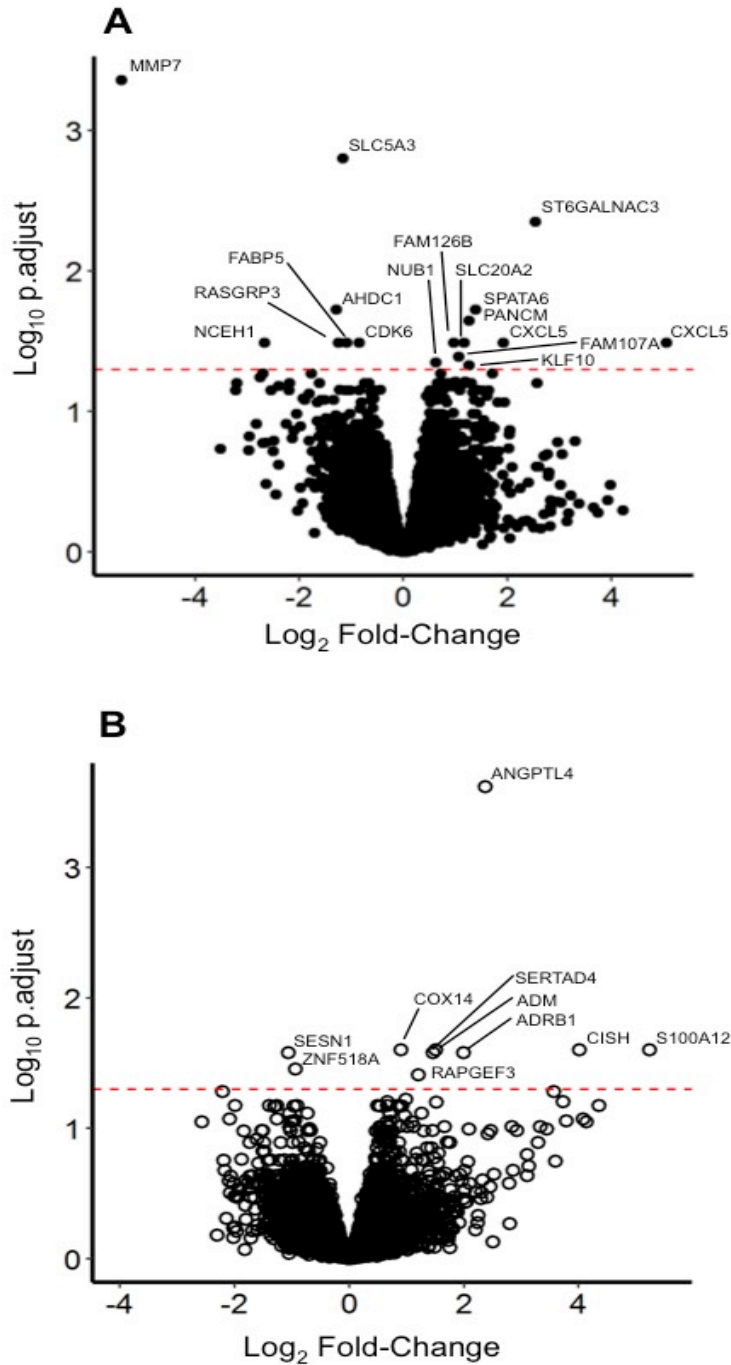 A
MMP7
3
SLC5A3
ST6GALNAC3
FAM126B
FABP5
NUB1 SLC20A2
2
RASGRP3 AHDC1 SPATA6
PANCM
NCEH1 CDK6 CXCL5 CXCL5
FAM107A
KLF10
1
0
Log10 p.adjust
-4 -2 0 2 4
Log2 Fold-Change
B
ANGPTL4
3
SERTAD4
2
COX14 ADM
ADRB1
SESN1 CISH S100A12
ZNF518A RAPGEF3
1
0
Log10 p.adjust
-4 -2 0 2 4
Log2 Fold-Change